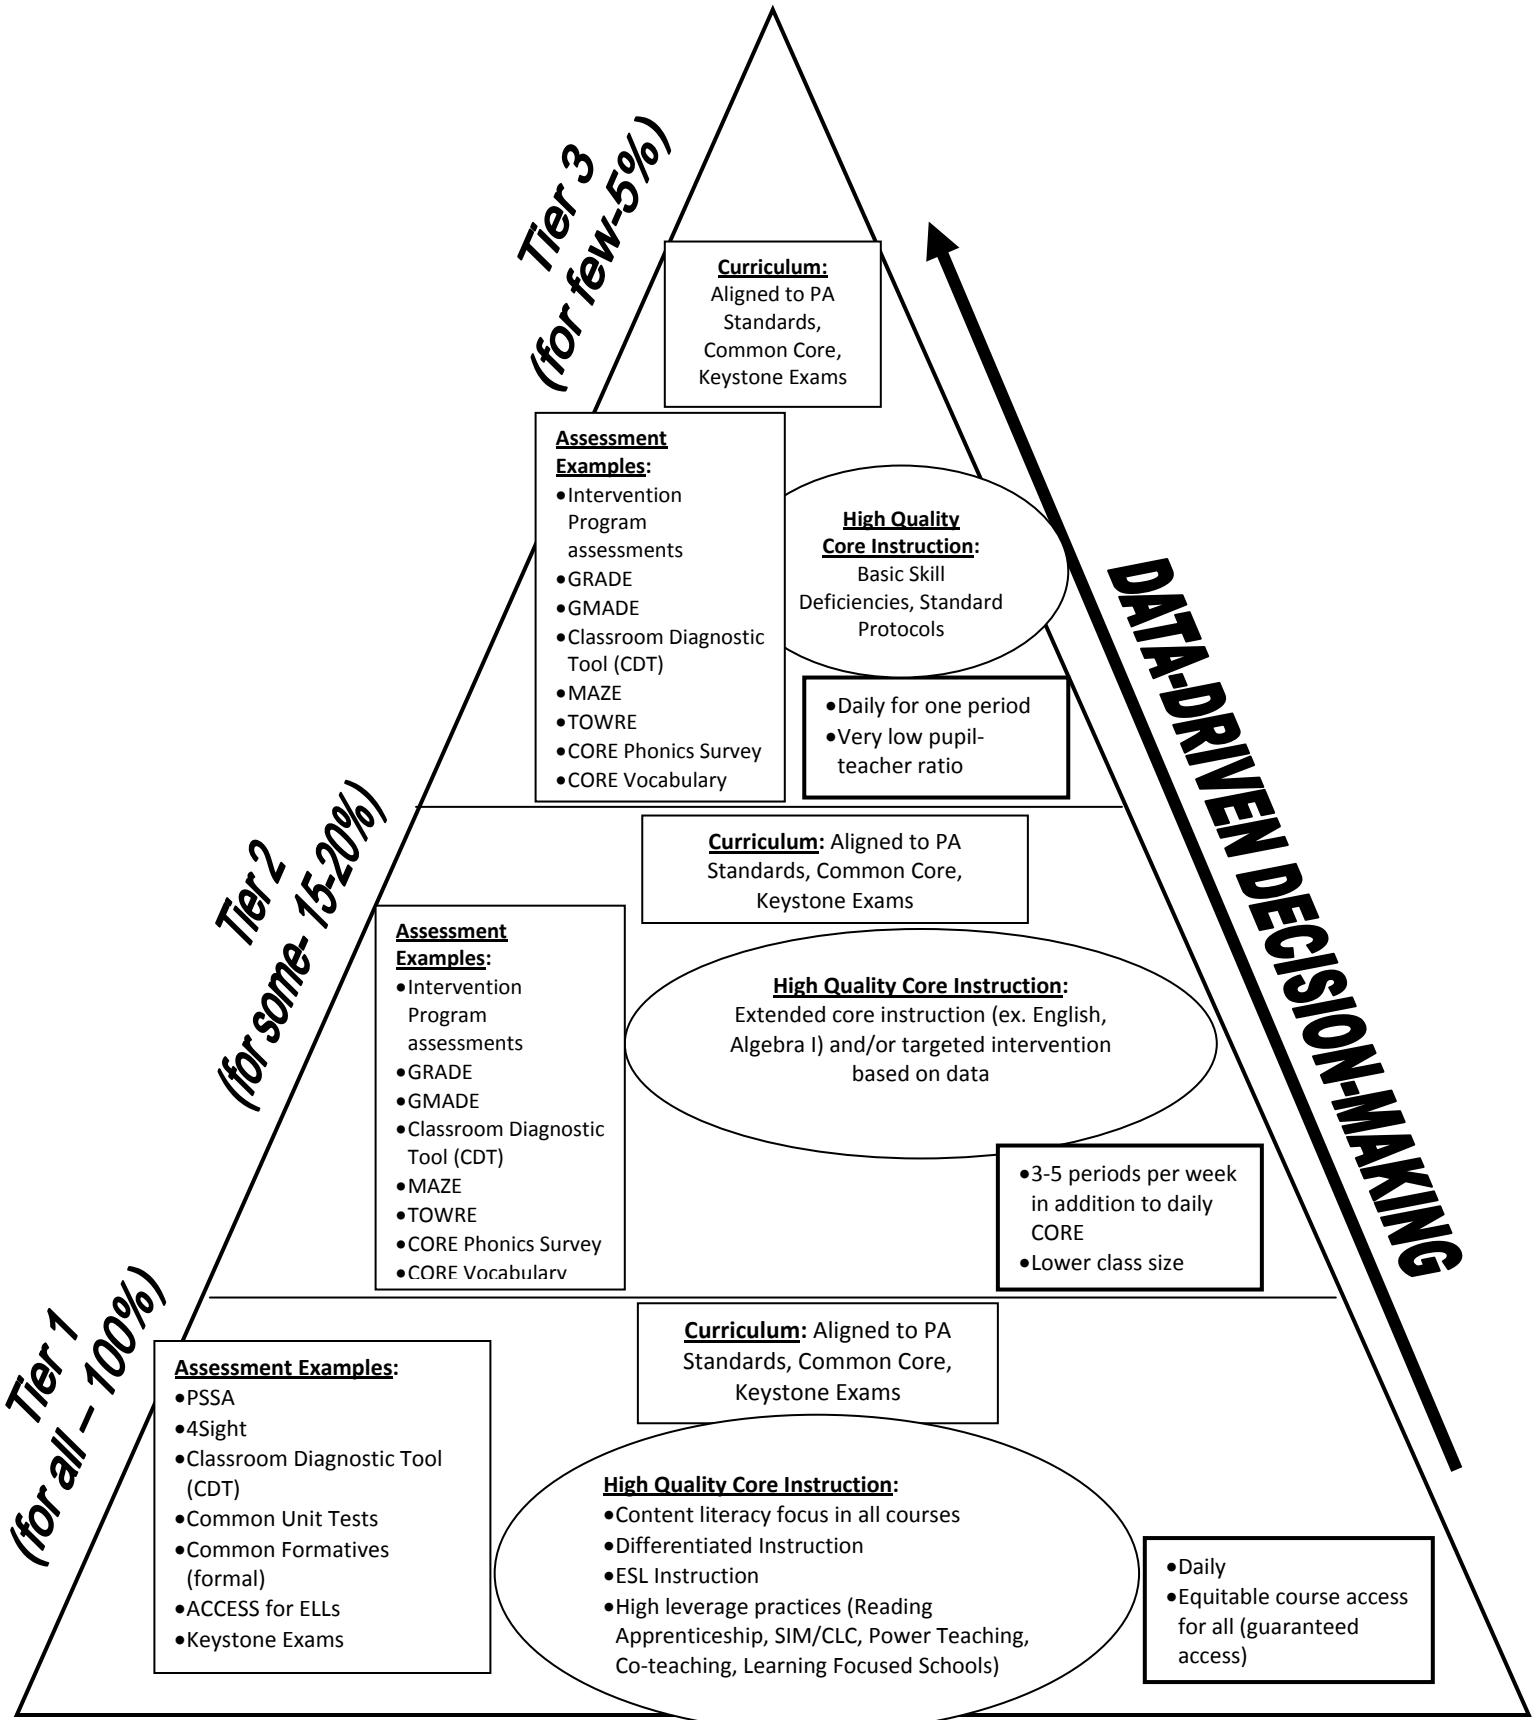 Tier 3
(for few-5%)
Curriculum:
Aligned to PA
Standards,
Common Core,
Keystone Exams
Assessment
Examples:
•Intervention
Program
assessments
•GRADE
•GMADE
•Classroom Diagnostic
Tool (CDT)
•MAZE
•TOWRE
•CORE Phonics Survey
•CORE Vocabulary
High Quality
Core Instruction:
Basic Skill
Deficiencies, Standard
Protocols
•Daily for one period
•Very low pupil-
teacher ratio
DATA-DRIVEN DECISION-MAKING
Tier 2
(for some- 15-20%)
Curriculum: Aligned to PA
Standards, Common Core,
Keystone Exams
Assessment
Examples:
•Intervention
Program
assessments
•GRADE
•GMADE
•Classroom Diagnostic
Tool (CDT)
•MAZE
•TOWRE
•CORE Phonics Survey
•CORE Vocabulary
High Quality Core Instruction:
Extended core instruction (ex. English,
Algebra I) and/or targeted intervention
based on data
•3-5 periods per week
in addition to daily
CORE
•Lower class size
Tier 1
(for all – 100%)
Curriculum: Aligned to PA
Standards, Common Core,
Keystone Exams
Assessment Examples:
•PSSA
•4Sight
•Classroom Diagnostic Tool
(CDT)
•Common Unit Tests
•Common Formatives
(formal)
•ACCESS for ELLs
•Keystone Exams
High Quality Core Instruction:
•Content literacy focus in all courses
•Differentiated Instruction
•ESL Instruction
•High leverage practices (Reading
Apprenticeship, SIM/CLC, Power Teaching,
Co-teaching, Learning Focused Schools)
•Daily
•Equitable course access
for all (guaranteed
access)